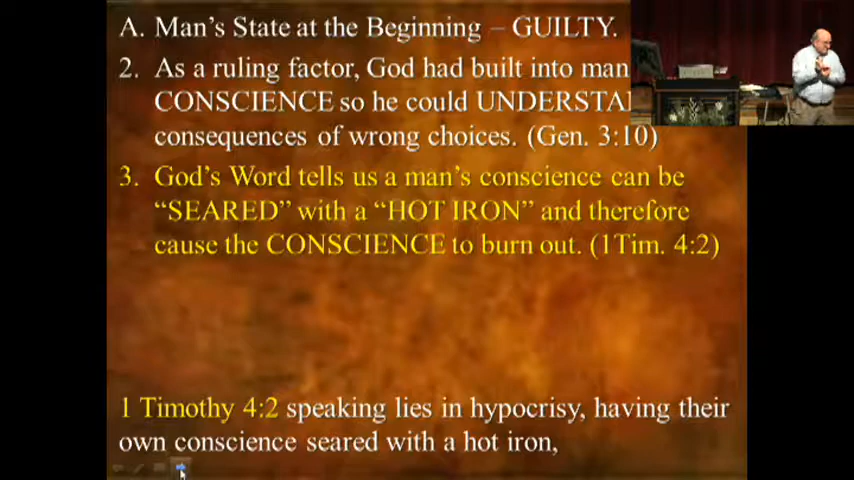 A. Man's State at the Beginning – GUILTY.
2. As a ruling factor, God had built into man
CONSCIENCE so he could
consequences of wrong choices. (Gen. 3:10)
3. God's Word tells us a man's conscience can be
“SEARED” with a “HOT IRON” and therefore
cause the CONSCIENCE to burn out. (1Tim. 4:2)
1 Timothy 4:2 speaking lies in hypocrisy, having their
own conscience seared with a hot iron,